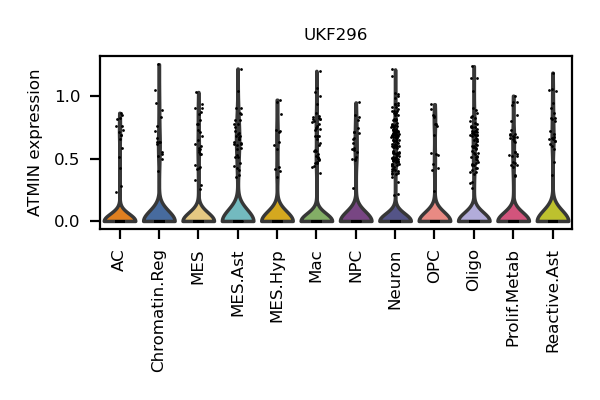 UKF296
ATMIN expression
1.0
0.5
0.0
AC
Chromatin.Reg
MES
MES.Ast
MES.Hyp
Mac
NPC
Neuron
OPC
Oligo
Prolif.Metab
Reactive.Ast